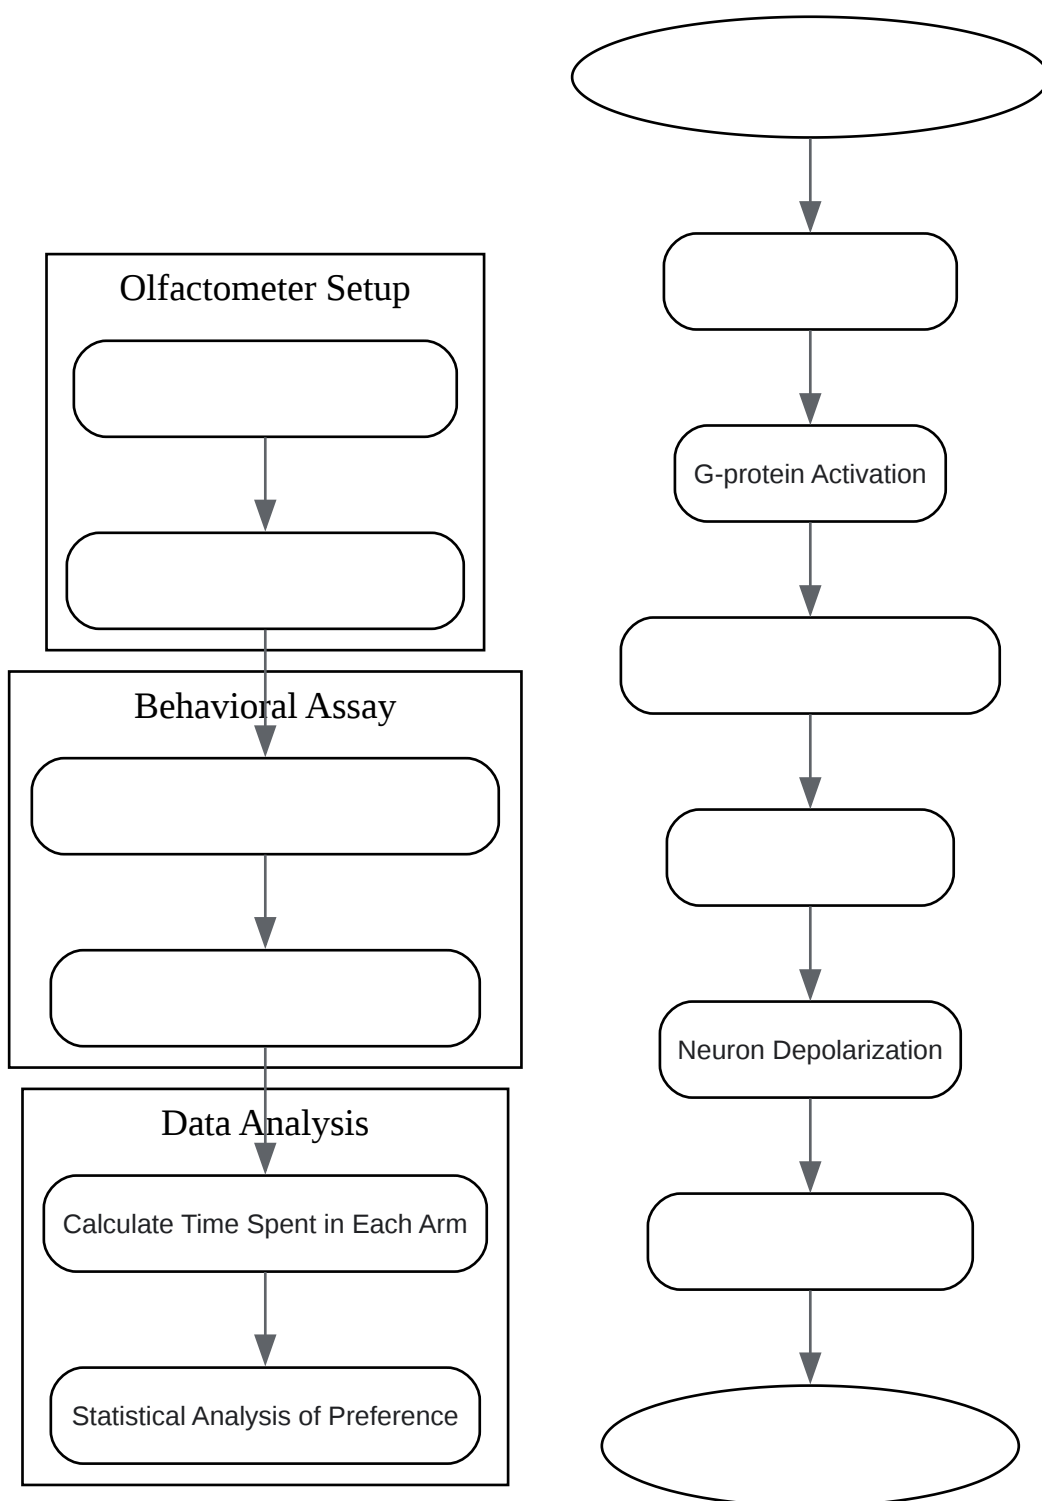 Olfactometer Setup
Behavioral Assay
Data Analysis
Calculate Time Spent in Each Arm
Statistical Analysis of Preference
G-protein Activation
Neuron Depolarization